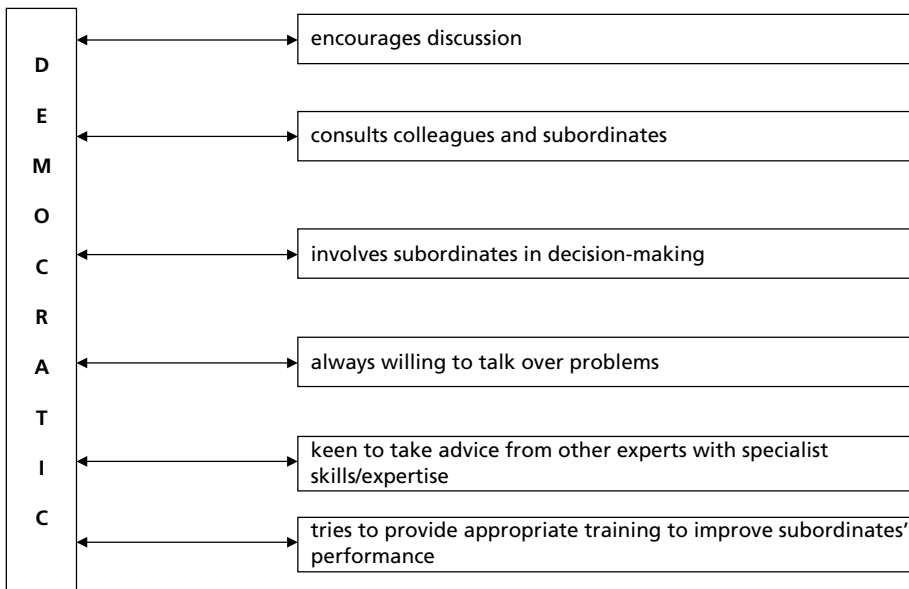 DEMOCRATIC
encourages discussion
consults colleagues and subordinates
involves subordinates in decision-making
always willing to talk over problems
keen to take advice from other experts with specialist
skills/expertise
tries to provide appropriate training to improve subordinates’
performance